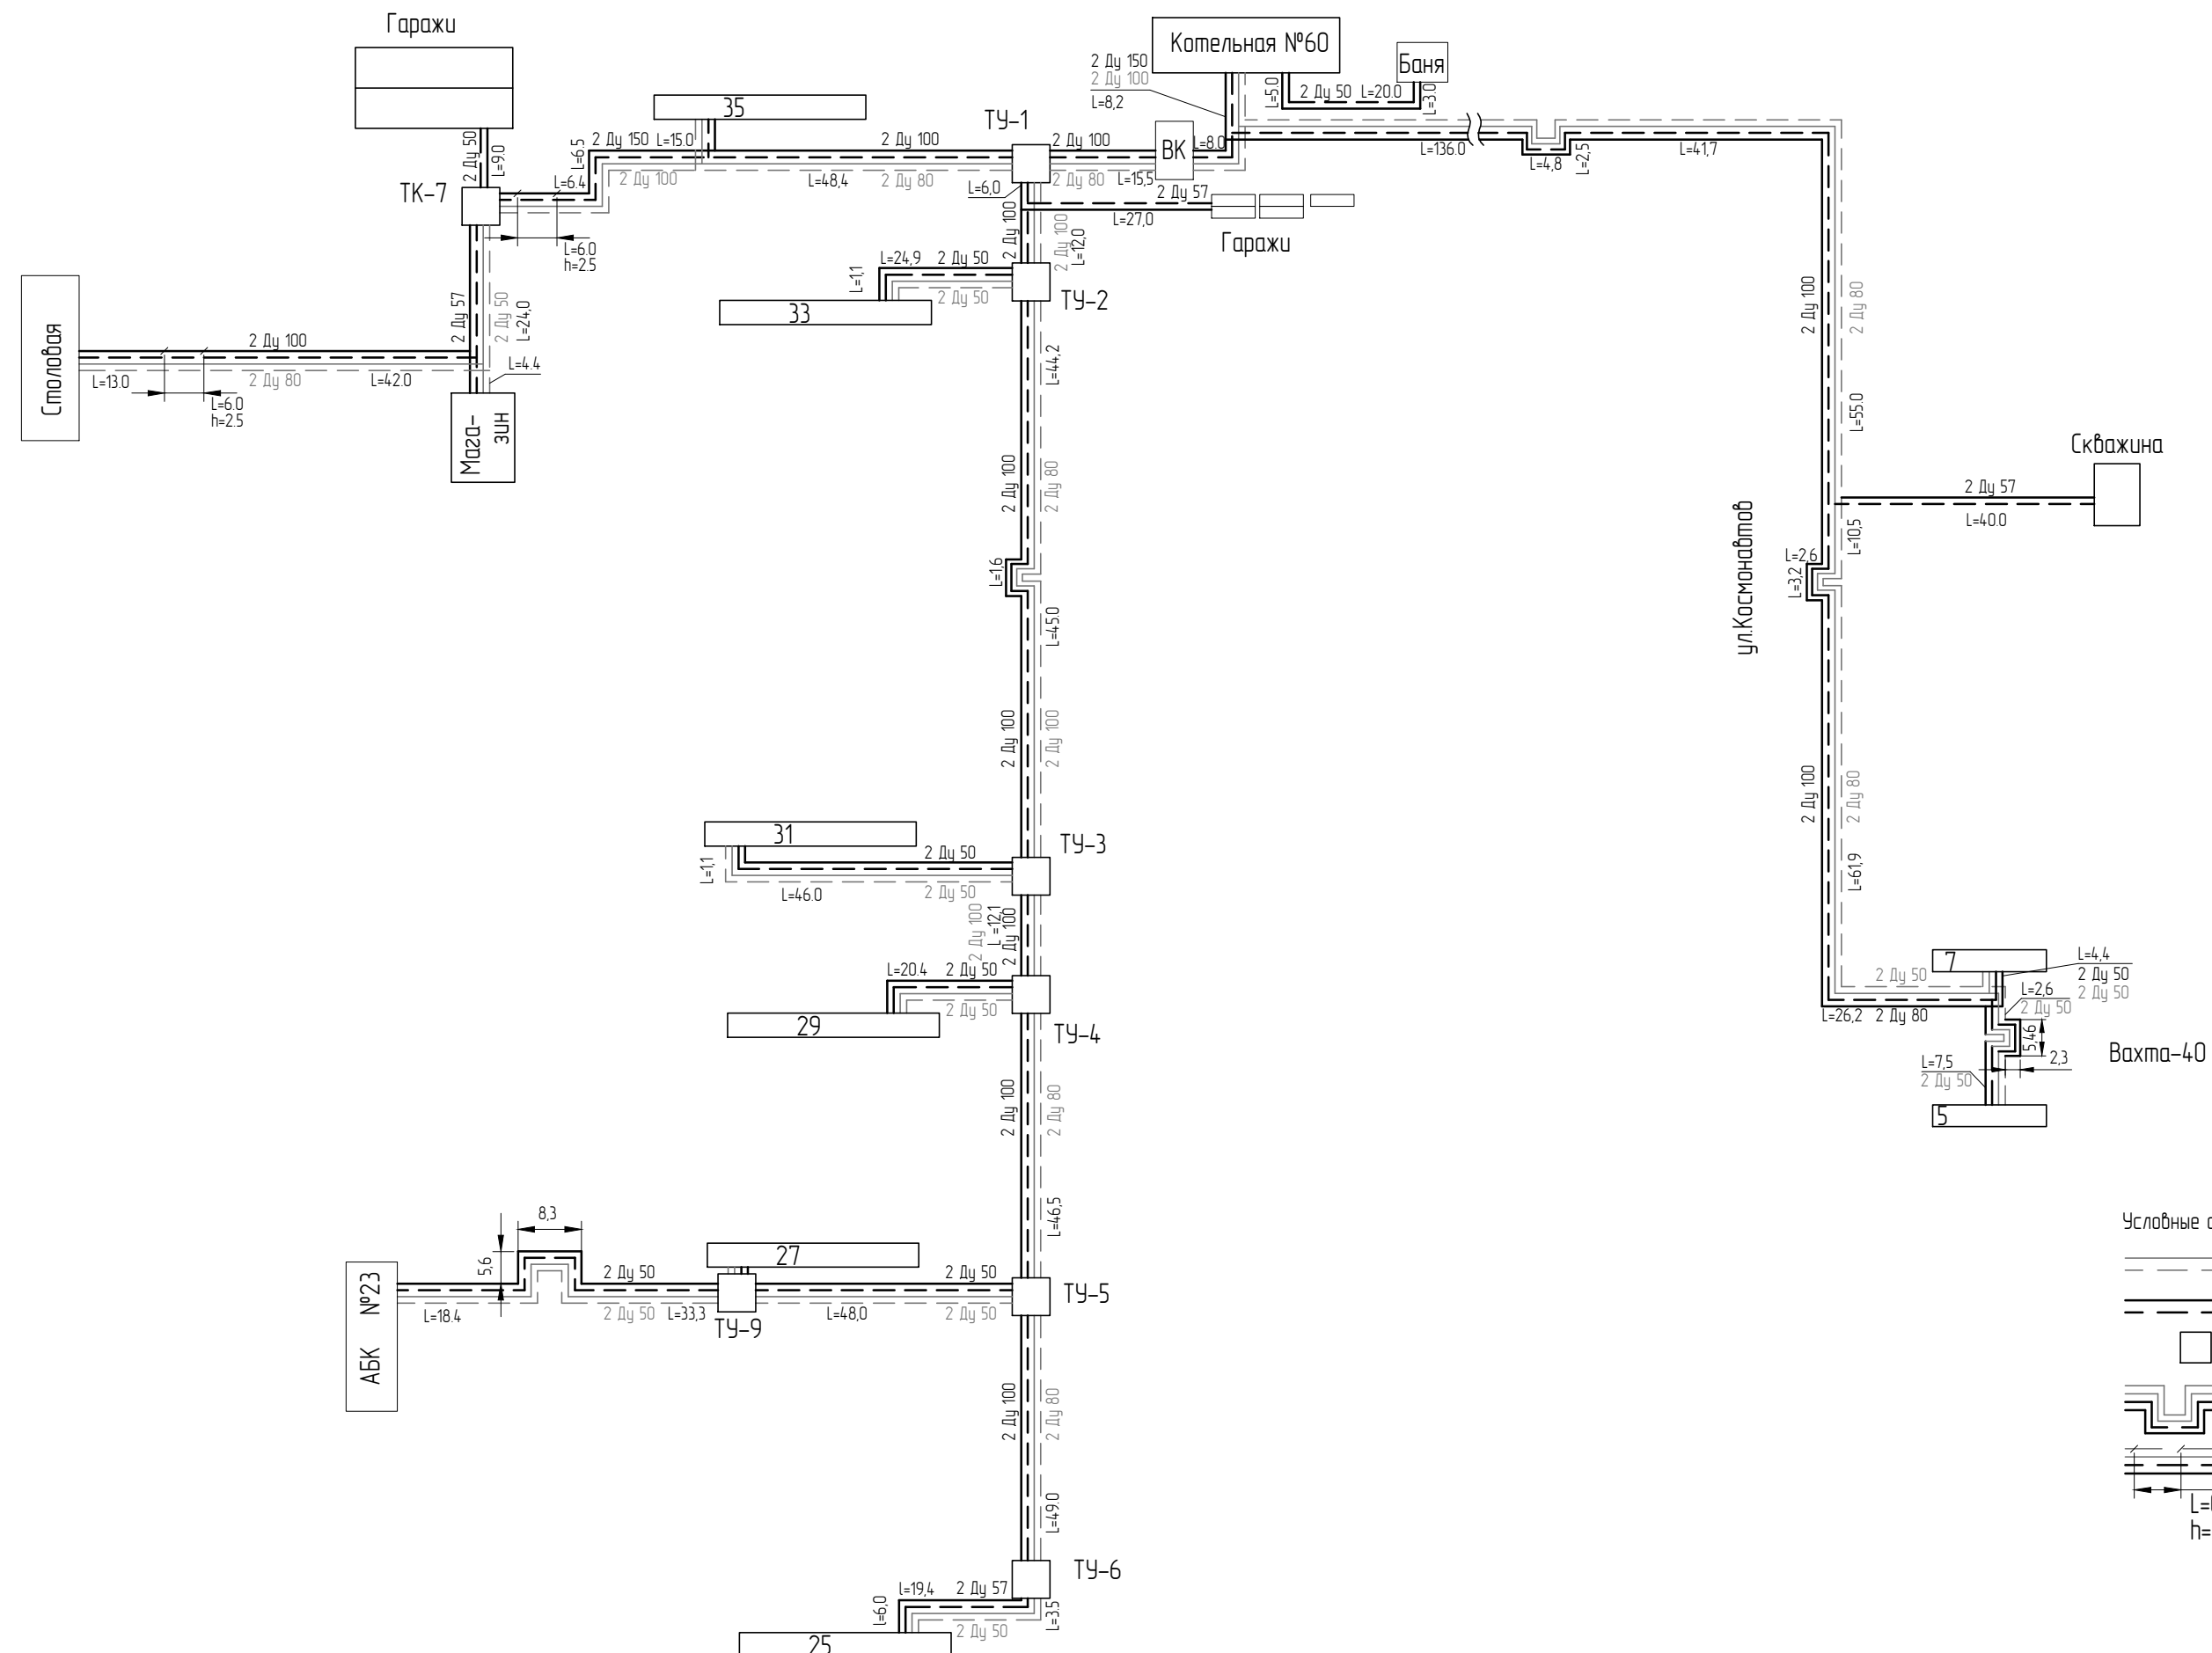 Гаражи
35
2 Ду 50
L=9.0
ТК-7
L=6.5
2 Ду 150
L=15.0
L=6.4
2 Ду 100
L=6.0
h=2.5
2 Ду 100
L=48,4
2 Ду 80
ТУ-1
2 Ду 150
2 Ду 100
L=8,2
Котельная №60
L=5.0
2 Ду 50
L=20.0
Баня
L=3.0
2 Ду 100
ВК
L=8.0
2 Ду 80
L=15,5
L=6,0
2 Ду 57
L=27,0
Гаражи
L=136.0
L=4,8
L=2,5
L=41,7
2 Ду 100
2 Ду 100
L=12,0
L=1,1
L=24,9
2 Ду 50
2 Ду 50
33
ТУ-2
Столовая
2 Ду 100
L=13.0
2 Ду 80
L=42.0
L=6.0
h=2.5
2 Ду 57
2 Ду 50
L=24,0
L=4.4
Мага-
зин
L=44,2
2 Ду 100
2 Ду 80
L=1,6
L=45.0
2 Ду 100
2 Ду 100
2 Ду 100
2 Ду 80
L=55.0
Скважина
2 Ду 57
L=40.0
ул.Космонавтов
L=10,5
L=2,6
L=3,2
2 Ду 100
2 Ду 80
L=61,9
31
L=1,1
2 Ду 50
L=46.0
2 Ду 50
ТУ-3
2 Ду 100
L=12,1
2 Ду 100
L=20.4
2 Ду 50
2 Ду 50
29
ТУ-4
7
2 Ду 50
L=4,4
2 Ду 50
2 Ду 50
L=2,6
2 Ду 50
L=26,2
2 Ду 80
5,46
2,3
L=7,5
2 Ду 50
5
Вахта-40
2 Ду 100
2 Ду 80
L=46,5
8,3
5,6
АБК №23
L=18.4
2 Ду 50
2 Ду 50
L=33,3
27
ТУ-9
2 Ду 50
L=48,0
2 Ду 50
ТУ-5
2 Ду 100
2 Ду 80
L=49.0
ТУ-6
l=6,0
l=19,4
2 Ду 57
2 Ду 50
L=3.5
25
Условные
L=
h=